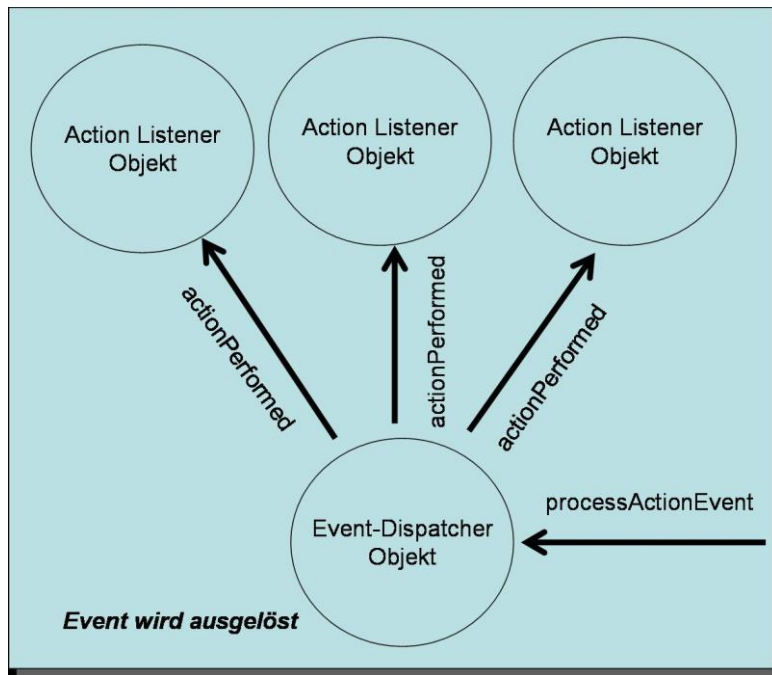 Action Listener
Objekt
Action Listener
Objekt
Action Listener
Objekt
actionPerformed
actionPerformed
actionPerformed
processActionEvent
Event-Dispatcher
Objekt
Event wird ausgelöst